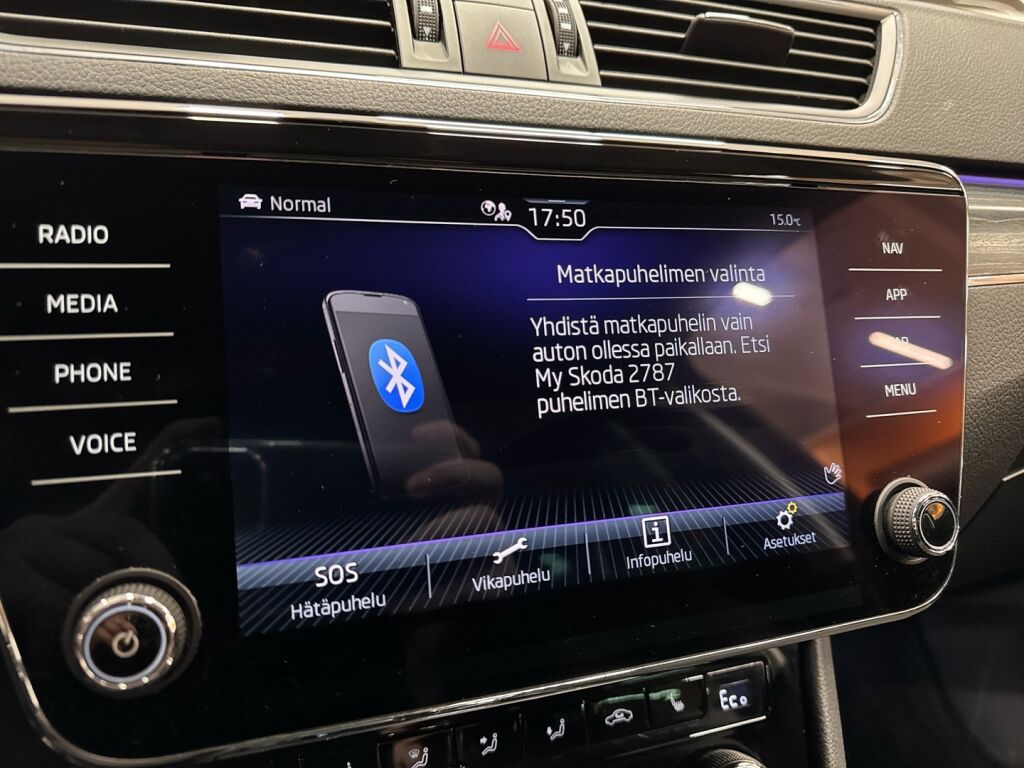 RADIO
MEDIA
PHONE
VOICE
Normal
17:50
15.0°C
Matkapuhelimen valinta
Yhdistä matkapuhelin vain
auton ollessa paikallaan. Etsi
My Skoda 2787
puhelimen BT-valikosta.
SOS
Hätäpuhelu
Vikapuhelu
i
Infopuhelu
Asetukset
NAV
APP
MENU
Eco